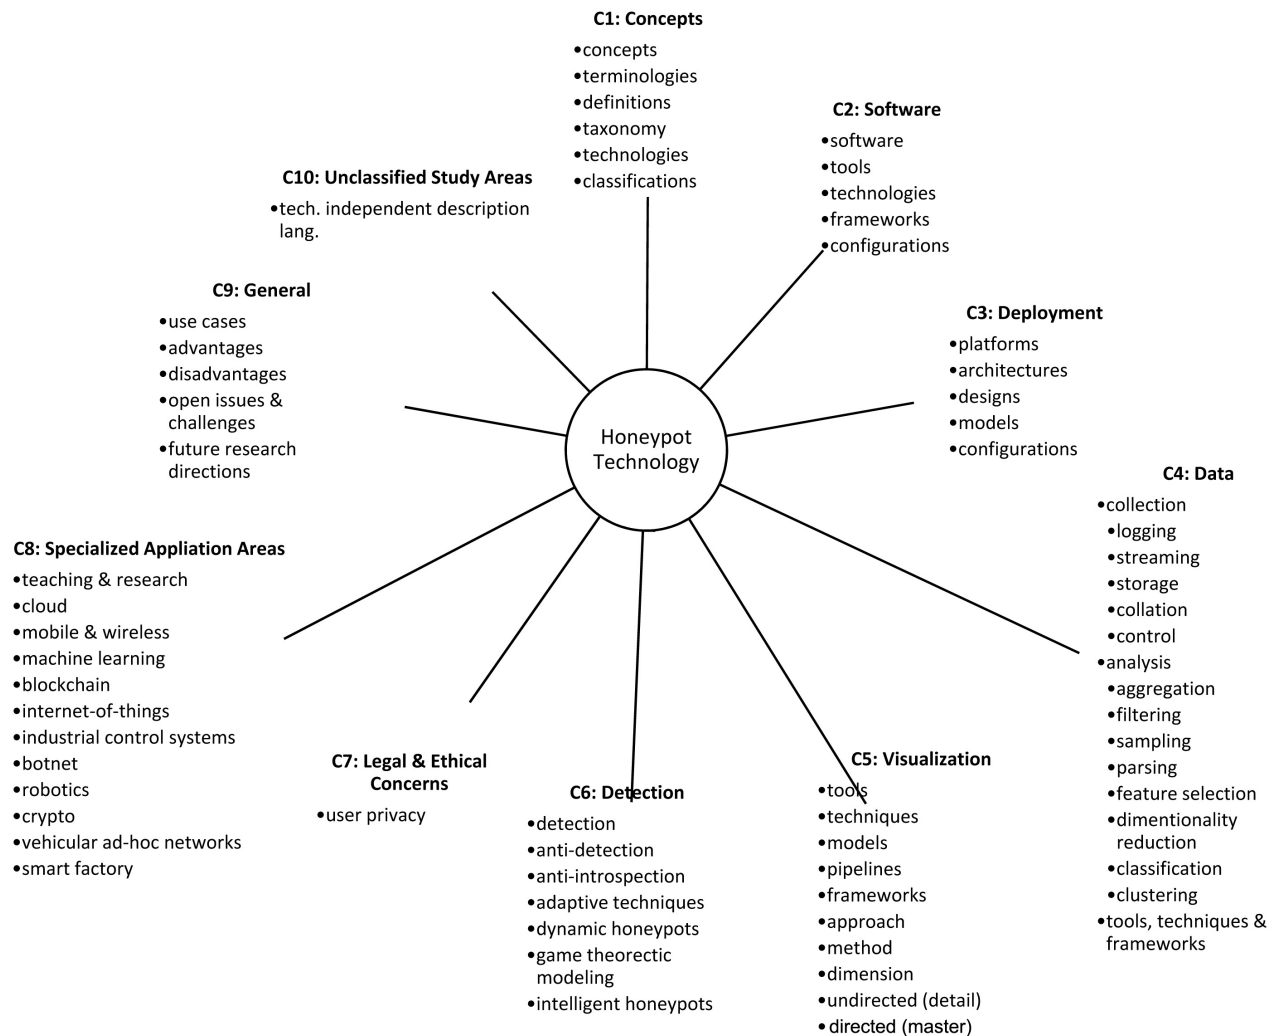 C1: Concepts
•concepts
•terminologies
•definitions
•taxonomy
•technologies
•classifications
C2: Software
•software
•tools
•technologies
•frameworks
•configurations
C3: Deployment
•platforms
•architectures
•designs
•models
•configurations
C4: Data
•collection
•logging
•streaming
•storage
•collation
•control
•analysis
•aggregation
•filtering
•sampling
•parsing
•feature selection
•dimentionality
reduction
•classification
•clustering
•tools, techniques &
frameworks
C5: Visualization
•tools
•techniques
•models
•pipelines
•frameworks
•approach
•method
•dimension
•undirected (detail)
• directed (master)
C6: Detection
•detection
•anti-detection
•anti-introspection
•adaptive techniques
•dynamic honeypots
•game theorectic
modeling
•intelligent honeypots
C7: Legal & Ethical
Concerns
•user privacy
C8: Specialized Appliation Areas
•teaching & research
•cloud
•mobile & wireless
•machine learning
•blockchain
•internet-of-things
•industrial control systems
•botnet
•robotics
•crypto
•vehicular ad-hoc networks
•smart factory
C9: General
•use cases
•advantages
•disadvantages
•open issues &
challenges
•future research
directions
C10: Unclassified Study Areas
•tech. independent description
lang.
Honeypot
Technology